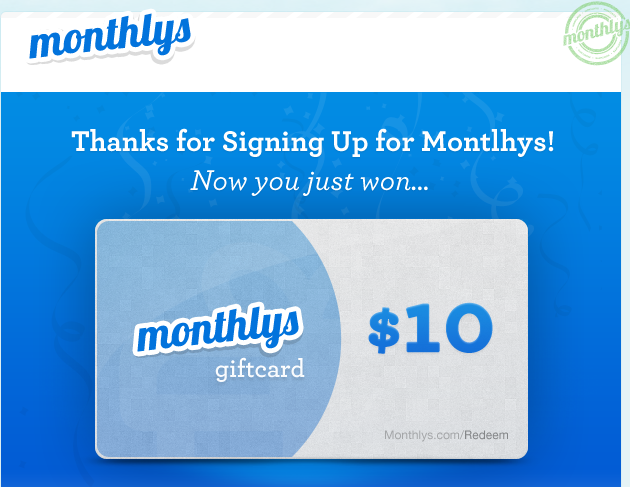 monthlys
monthlys
Thanks for Signing Up for Montlhys!
Now you just won...
monthlys
giftcard
$10
Monthlys.com/Redeem